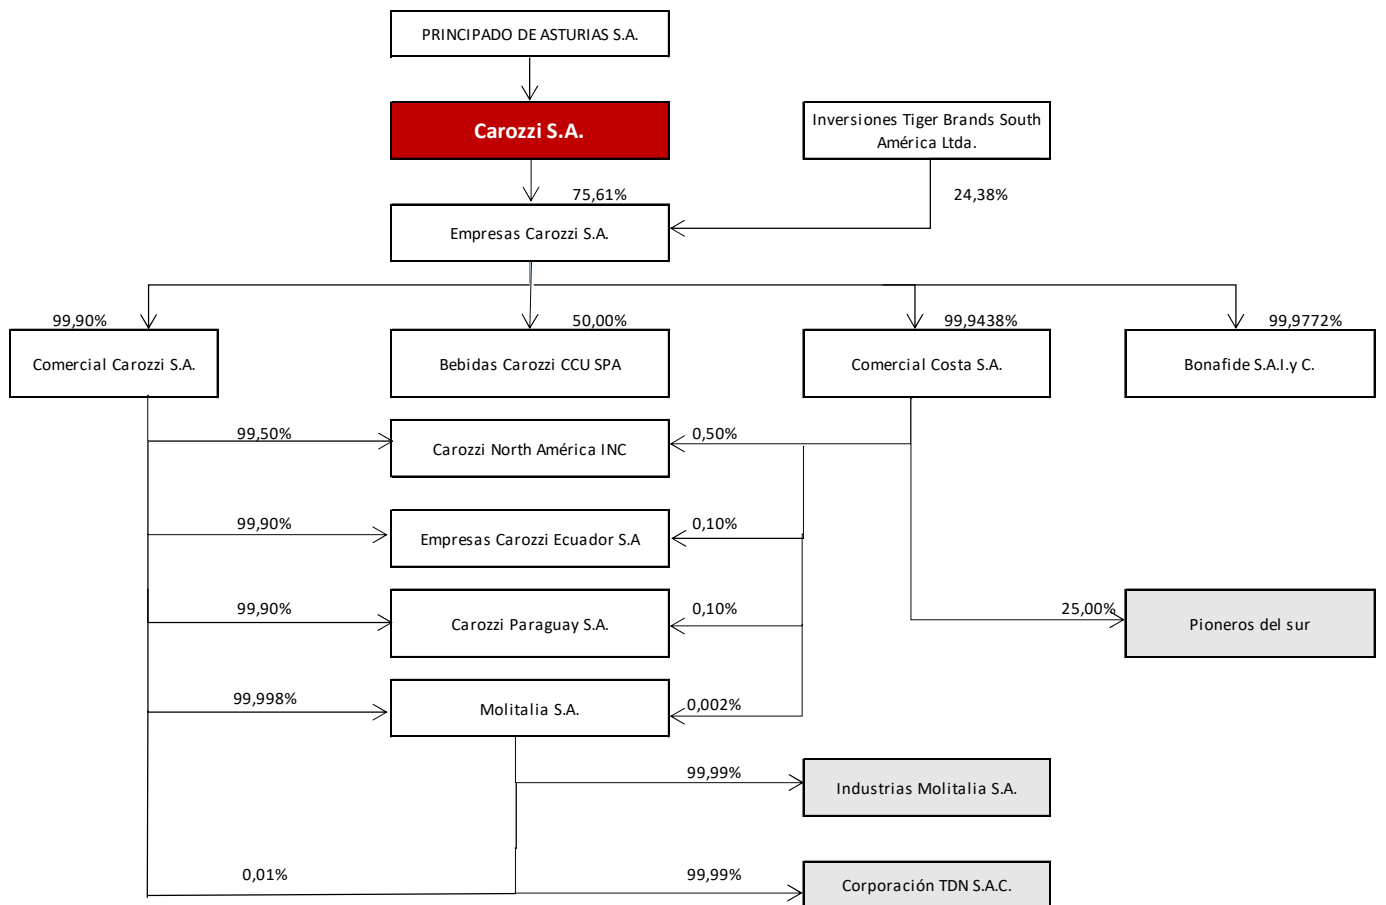 PRINCIPADO DE ASTURIAS S.A.
Carozzi S.A.
Inversiones Tiger Brands South
América Ltda.
75,61%
24,38%
Empresas Carozzi S.A.
99,90%
50,00%
99,9438%
99,9772%
Comercial Carozzi S.A.
Bebidas Carozzi CCU SPA
Comercial Costa S.A.
Bonafide S.A.I.y C.
99,50%
0,50%
Carozzi North América INC
99,90%
0,10%
Empresas Carozzi Ecuador S.A
99,90%
0,10%
25,00%
Carozzi Paraguay S.A.
Pioneros del sur
99,998%
0,002%
Molitalia S.A.
99,99%
Industrias Molitalia S.A.
0,01%
99,99%
Corporación TDN S.A.C.